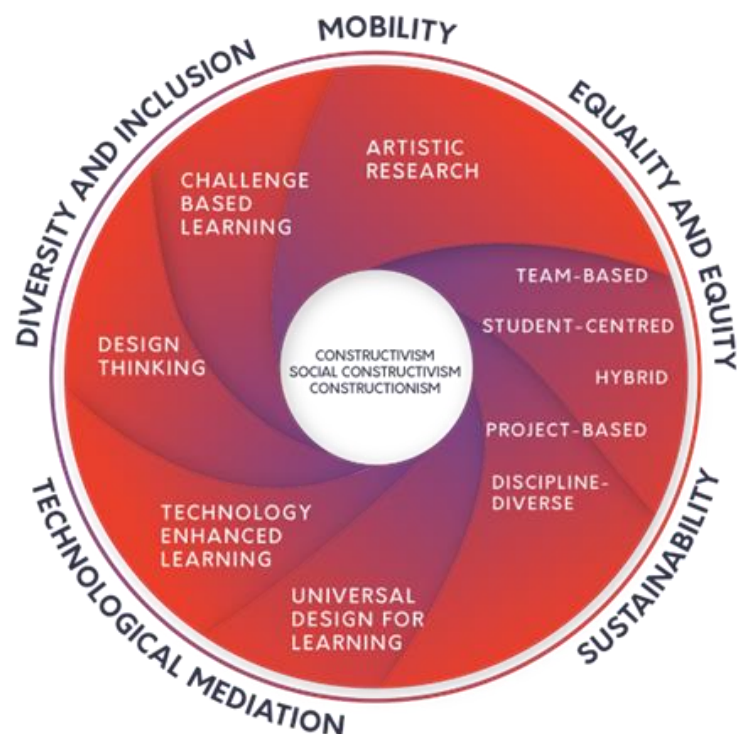 MOBILITY
EQUALITY AND EQUITY
SUSTAINABILITY
TECHNOLOGICAL MEDIATION
DIVERSITY AND INCLUSION
ARTISTIC
RESEARCH
TEAM-BASED
STUDENT-CENTRED
HYBRID
PROJECT-BASED
DISCIPLINE-
DIVERSE
UNIVERSAL
DESIGN FOR
LEARNING
TECHNOLOGY
ENHANCED
LEARNING
DESIGN
THINKING
CHALLENGE
BASED
LEARNING
CONSTRUCTIVISM
SOCIAL CONSTRUCTIVISM
CONSTRUCTIONISM